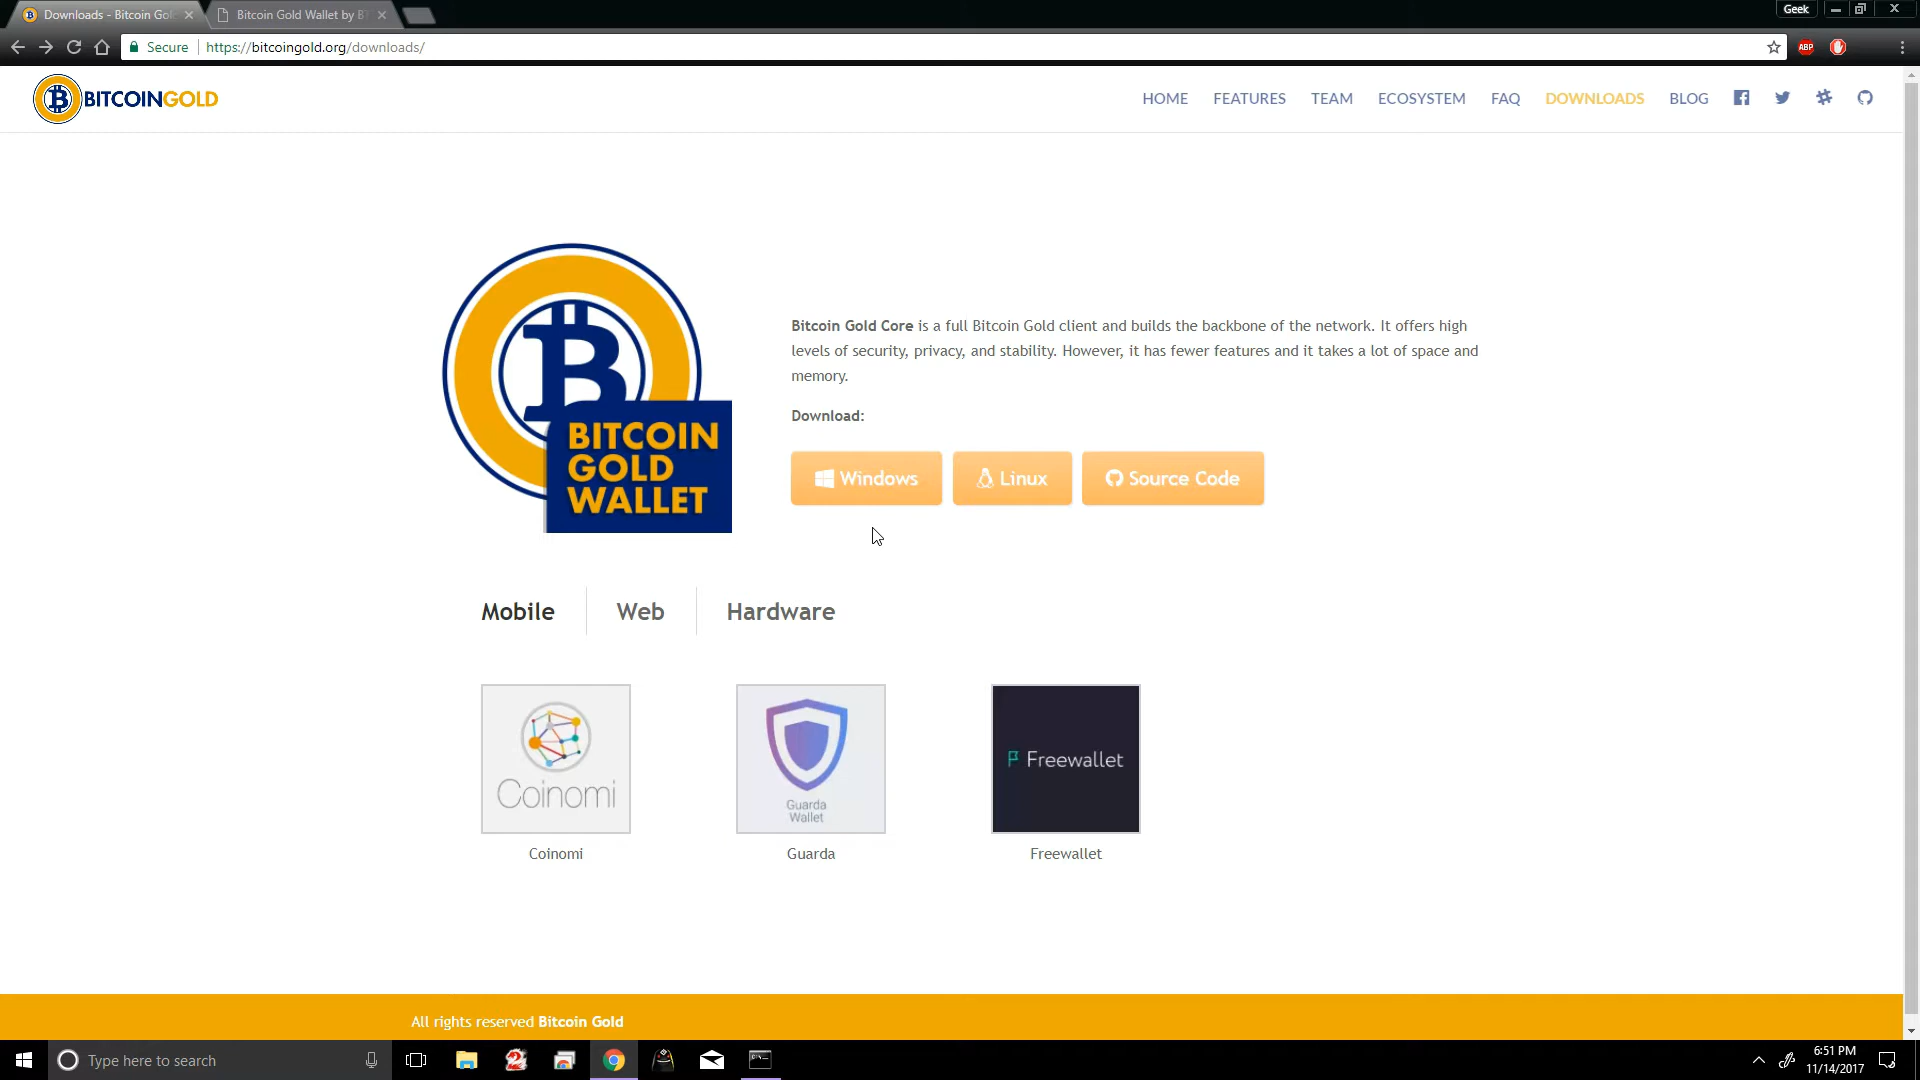 Downloads - Bitcoin Gol
Bitcoin Gold Wallet by BT
Geek
Secure
https://bitcoingold.org/downloads/
ABP
BITCOINGOLD
HOME
FEATURES
TEAM
ECOSYSTEM
FAQ
DOWNLOADS
BLOG
BITCOIN
GOLD
WALLET
Bitcoin Gold Core is a full Bitcoin Gold client and builds the backbone of the network. It offers high
levels of security, privacy, and stability. However, it has fewer features and it takes a lot of space and
memory.
Download:
Windows
Linux
Source Code
Mobile
Web
Hardware
Coinomi
Guarda
Wallet
Freewallet
Coinomi
Guarda
Freewallet
All rights reserved Bitcoin Gold
Type here to search
6:51 PM
11/14/2017